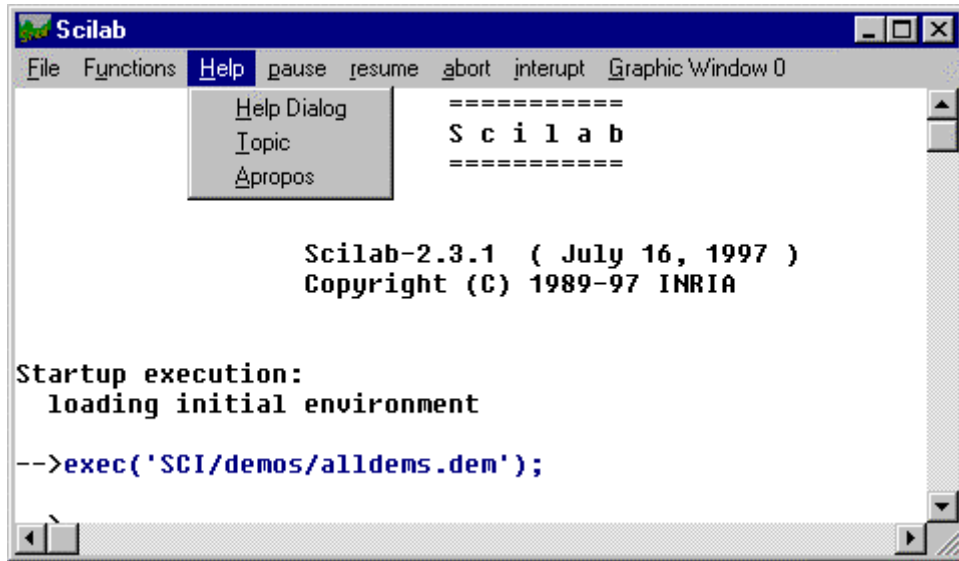 Scilab
File Functions Help pause resume abort interupt Graphic Window 0
Help Dialog
Topic
Apropos
===========
S c i l a b
===========
Scilab-2.3.1 ( July 16, 1997 )
Copyright (C) 1989-97 INRIA
Startup execution:
loading initial environment
-->exec('SCI/demos/alldems.dem');